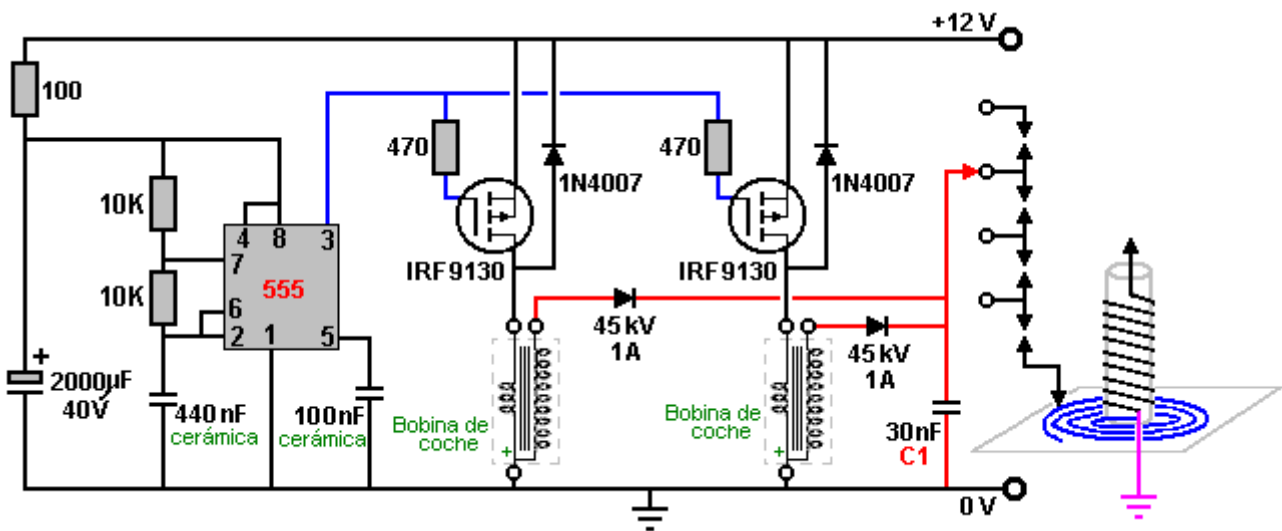 +12 V
100
470
470
1N4007
1N4007
10K
4 8 3
7
IRF9130
IRF9130
10K
555
6
2 1 5
45 kV
1A
45 kV
1A
+
2000µF
40V
440 nF
cerámica
100nF
cerámica
Bobina de
coche
+
Bobina de
coche
+
30nF
C1
0 V